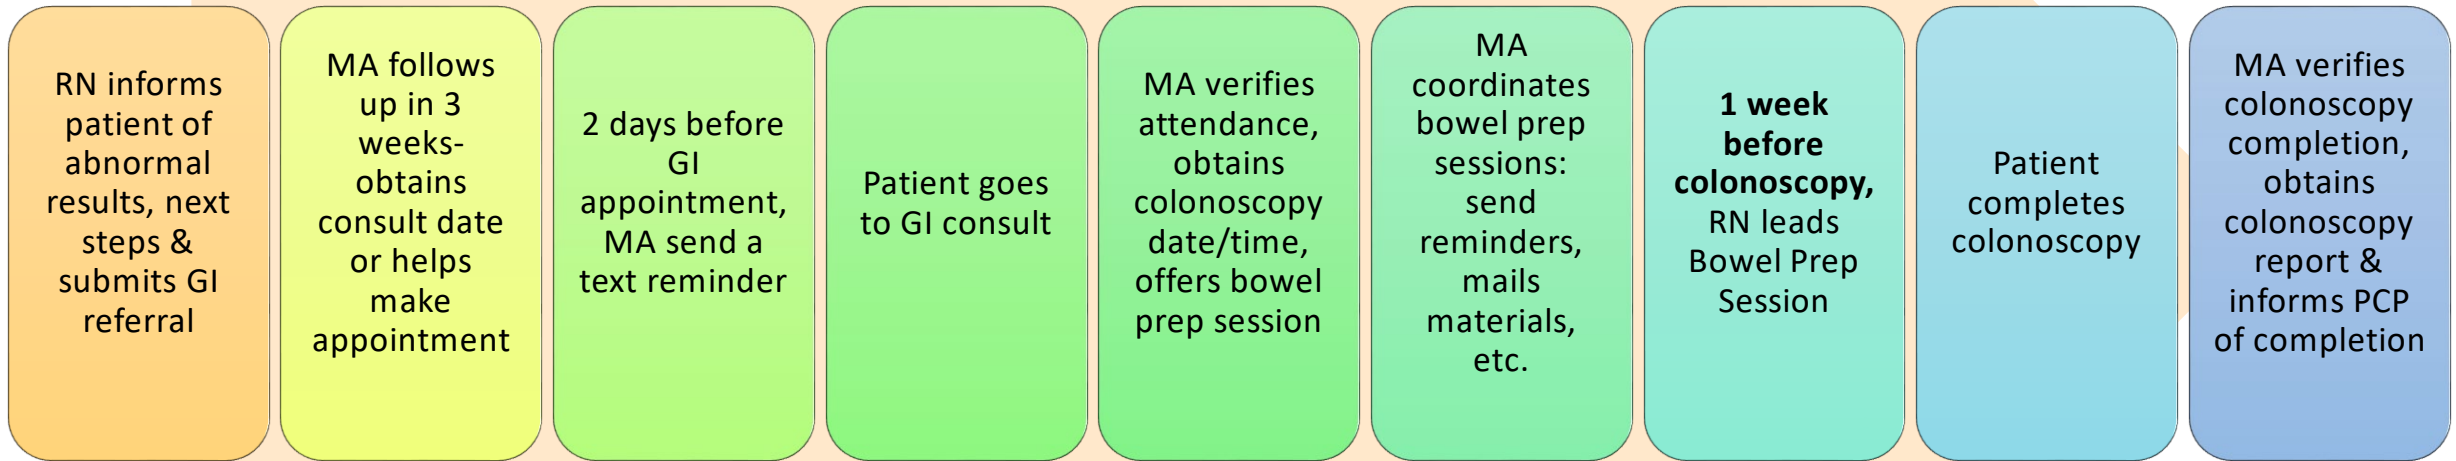 RN informs
patient of
abnormal
results, next
steps &
submits GI
referral
MA follows
up in 3
weeks-
obtains
consult date
or helps
make
appointment
2 days before
GI
appointment,
MA send a
text reminder
Patient goes
to GI consult
MA verifies
attendance,
obtains
colonoscopy
date/time,
offers bowel
prep session
MA
coordinates
bowel prep
sessions:
send
reminders,
mails
materials,
etc.
1 week
before
colonoscopy,
RN leads
Bowel Prep
Session
Patient
completes
colonoscopy
MA verifies
colonoscopy
completion,
obtains
colonoscopy
report &
informs PCP
of completion